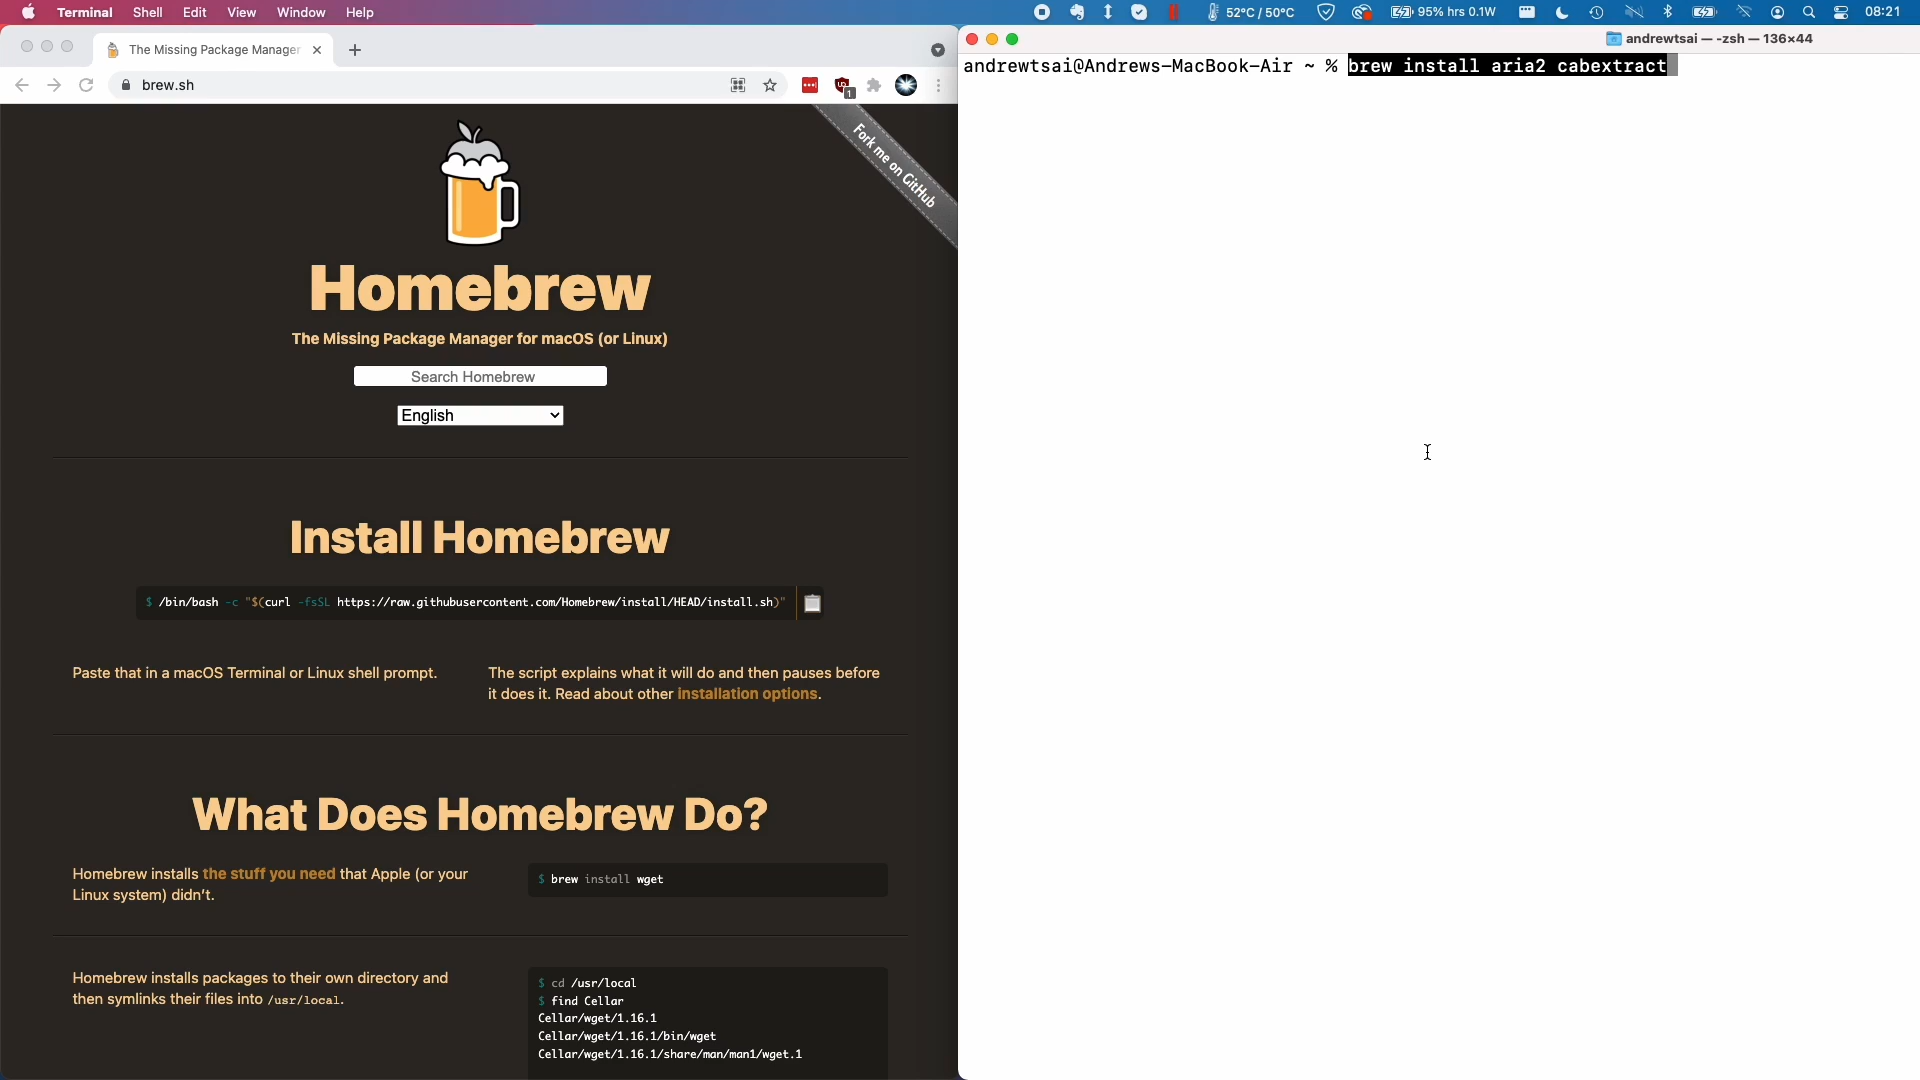 Terminal Shell Edit View Window Help
52°C / 50°C 95% hrs 0.1W 08:21
The Missing Package Manager
brew.sh
1
Fork me on GitHub
Homebrew
The Missing Package Manager for macOS (or Linux)
Search Homebrew
English
Install Homebrew
$ /bin/bash -c "$(curl -fsSL https://raw.githubusercontent.com/Homebrew/install/HEAD/install.sh)"
Paste that in a macOS Terminal or Linux shell prompt.
The script explains what it will do and then pauses before
it does it. Read about other installation options.
What Does Homebrew Do?
Homebrew installs the stuff you need that Apple (or your
Linux system) didn't.
$ brew install wget
Homebrew installs packages to their own directory and
then symlinks their files into /usr/local.
$ cd /usr/local
$ find Cellar
Cellar/wget/1.16.1
Cellar/wget/1.16.1/bin/wget
Cellar/wget/1.16.1/share/man/man1/wget.1
andrewtsai — -zsh — 136×44
andrewtsai@Andrews-MacBook-Air ~ % brew install aria2 cabextract